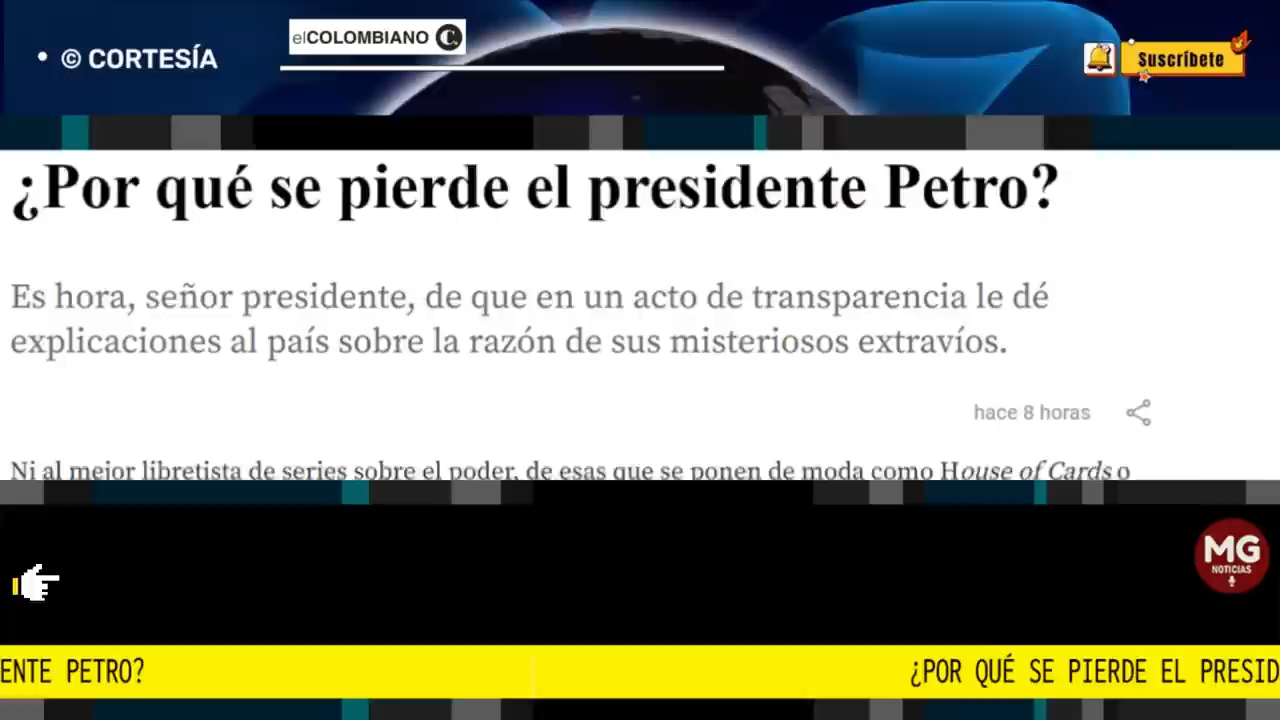 • © CORTESÍA
elCOLOMBIANO C
Suscríbete
¿Por qué se pierde el presidente Petro?
Es hora, señor presidente, de que en un acto de transparencia le dé
explicaciones al país sobre la razón de sus misteriosos extravíos.
hace 8 horas
Ni al mejor libretista de series sobre el poder, de esas que se ponen de moda como House of Cards o
MG
NOTICIAS
ENTE PETRO?
¿POR QUÉ SE PIERDE EL PRESID